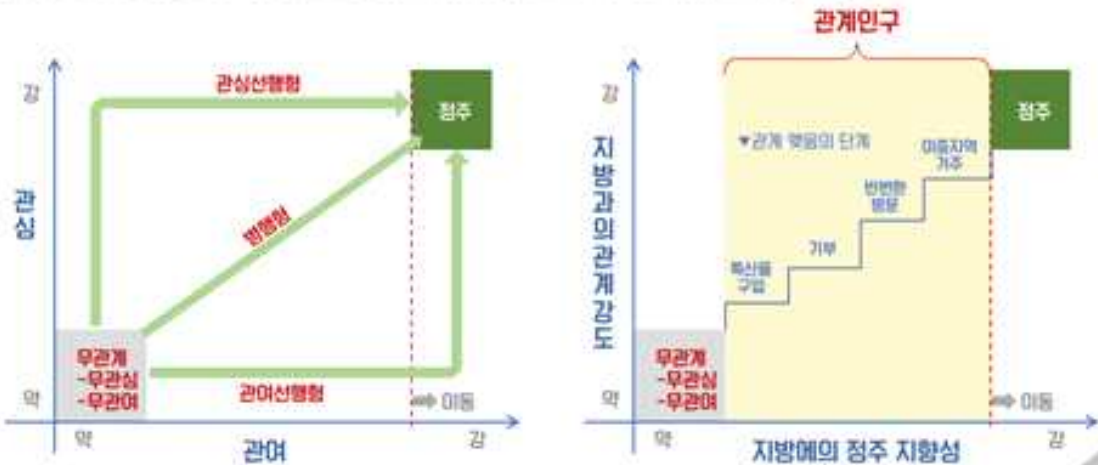 관심선행형
강
정주
관심
병행형
무관계
-무관심
-무관여
관여선행형
약
이동
약
강
관여
관계인구
강
정주
▼관계 맺음의 단계
이중지역
거주
빈번한
방문
기부
특산물
구입
지방과의관계강도
무관계
-무관심
-무관여
약
이동
약
강
지방에의 정주 지향성